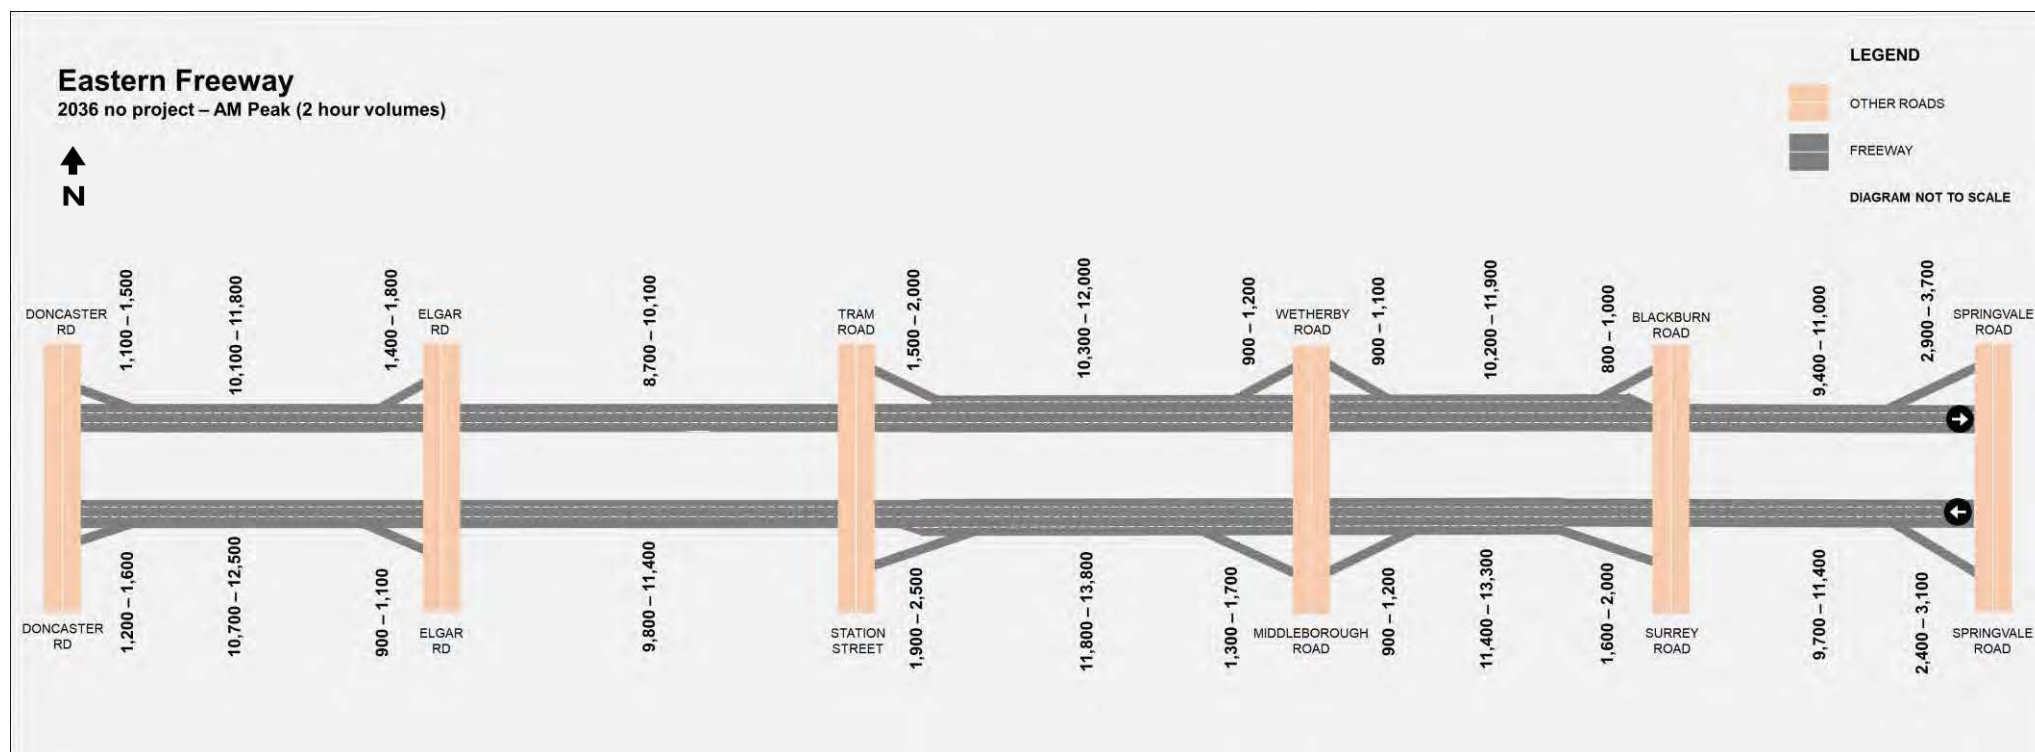 Eastern Freeway
2036 no project – AM Peak (2 hour volumes)
N
LEGEND
OTHER ROADS
FREEWAY
DIAGRAM NOT TO SCALE
DONCASTER
RD
1,100 – 1,500
10,100 – 11,800
1,400 – 1,800
ELGAR
RD
8,700 – 10,100
TRAM
ROAD
1,500 – 2,000
10,300 – 12,000
900 – 1,200
WETHERBY
ROAD
900 – 1,100
10,200 – 11,900
800 – 1,000
BLACKBURN
ROAD
9,400 – 11,000
2,900 – 3,700
SPRINGVALE
ROAD
DONCASTER
RD
1,200 – 1,600
10,700 – 12,500
900 – 1,100
ELGAR
RD
9,800 – 11,400
STATION
STREET
1,900 – 2,500
11,800 – 13,800
1,300 – 1,700
MIDDLEBOROUGH
ROAD
900 – 1,200
11,400 – 13,300
1,600 – 2,000
SURREY
ROAD
9,700 – 11,400
2,400 – 3,100
SPRINGVALE
ROAD